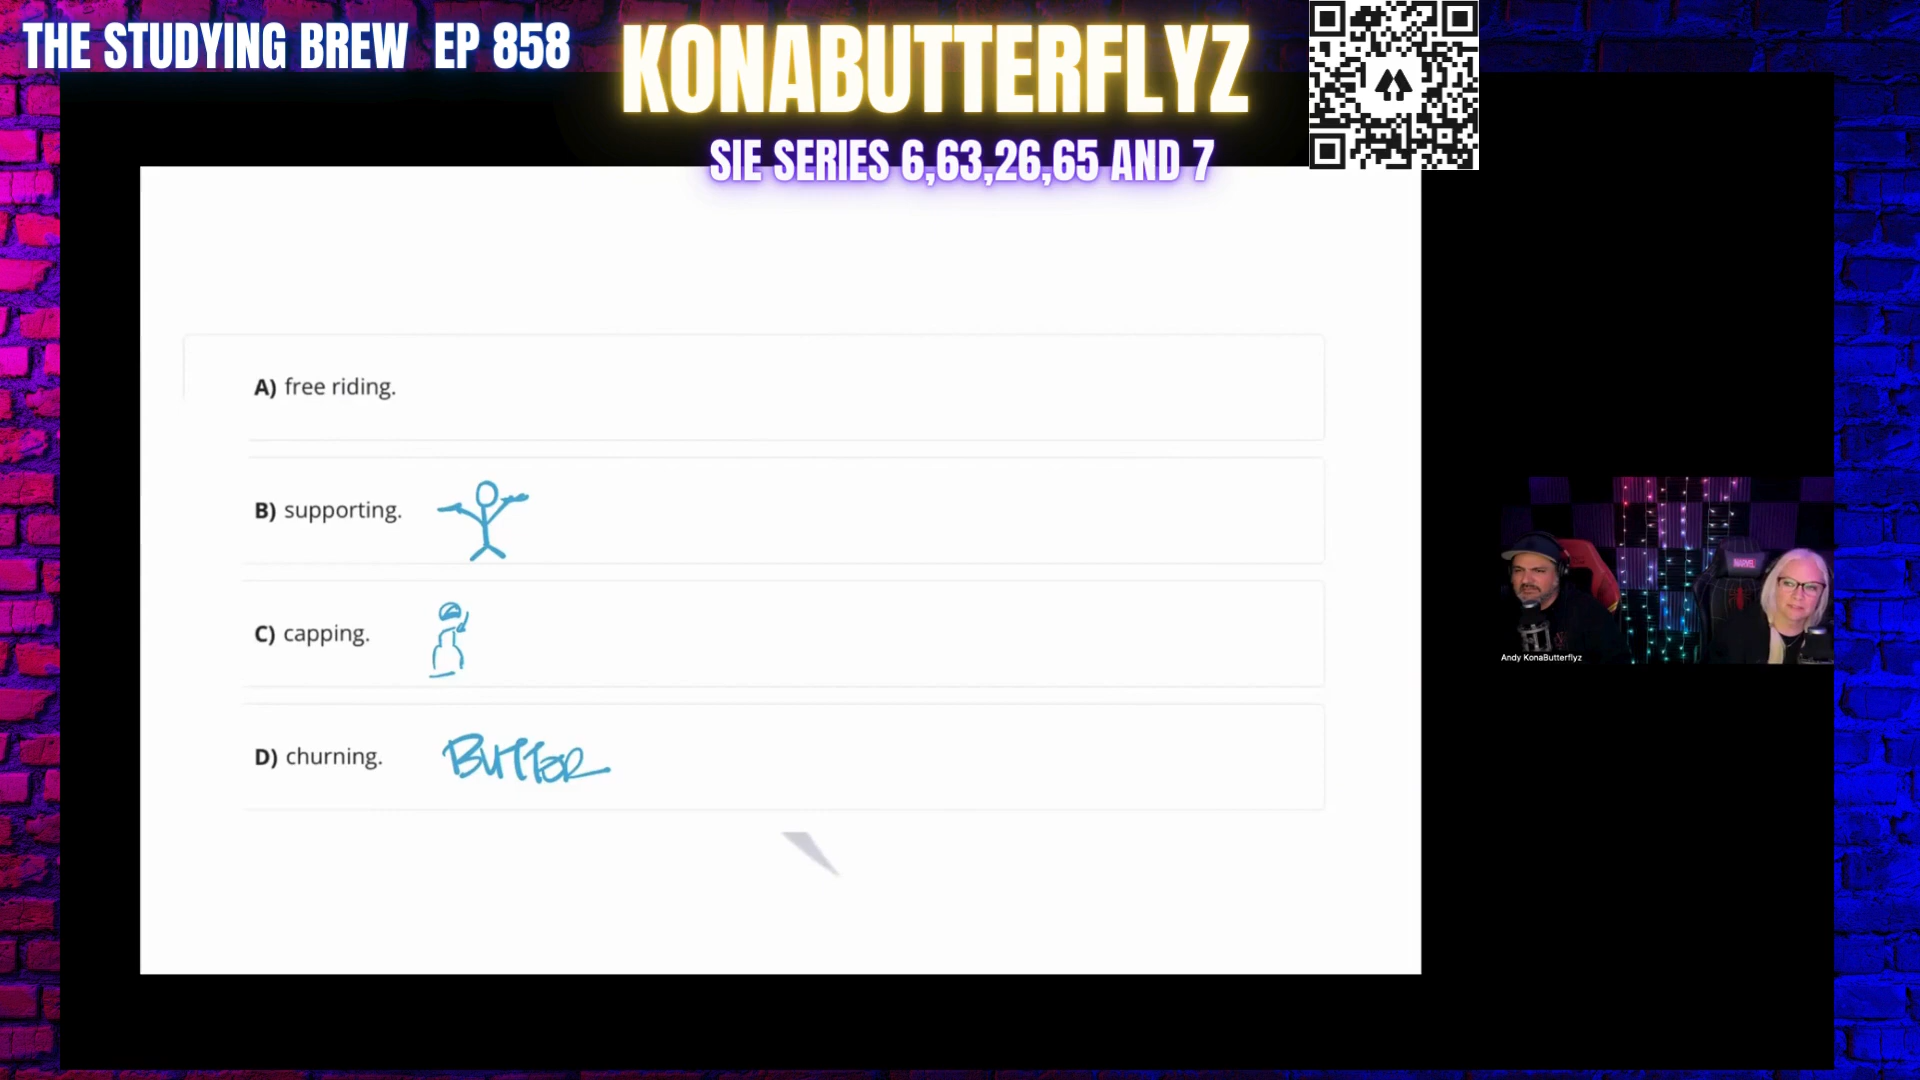 THE STUDYING BREW EP 858
KONABUTTERFLYZ
SIE SERIES 6,63,26,65 AND 7
A) free riding.
B) supporting.
C) capping.
D) churning. BUTTER
MARVEL
Andy KonaButterflyz